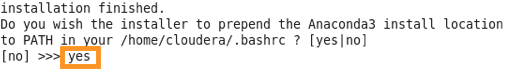 installation finished.
Do you wish the installer to prepend the Anaconda3 install location
to PATH in your /home/cloudera/.bashrc ? [yes|no]
[no] >>> yes